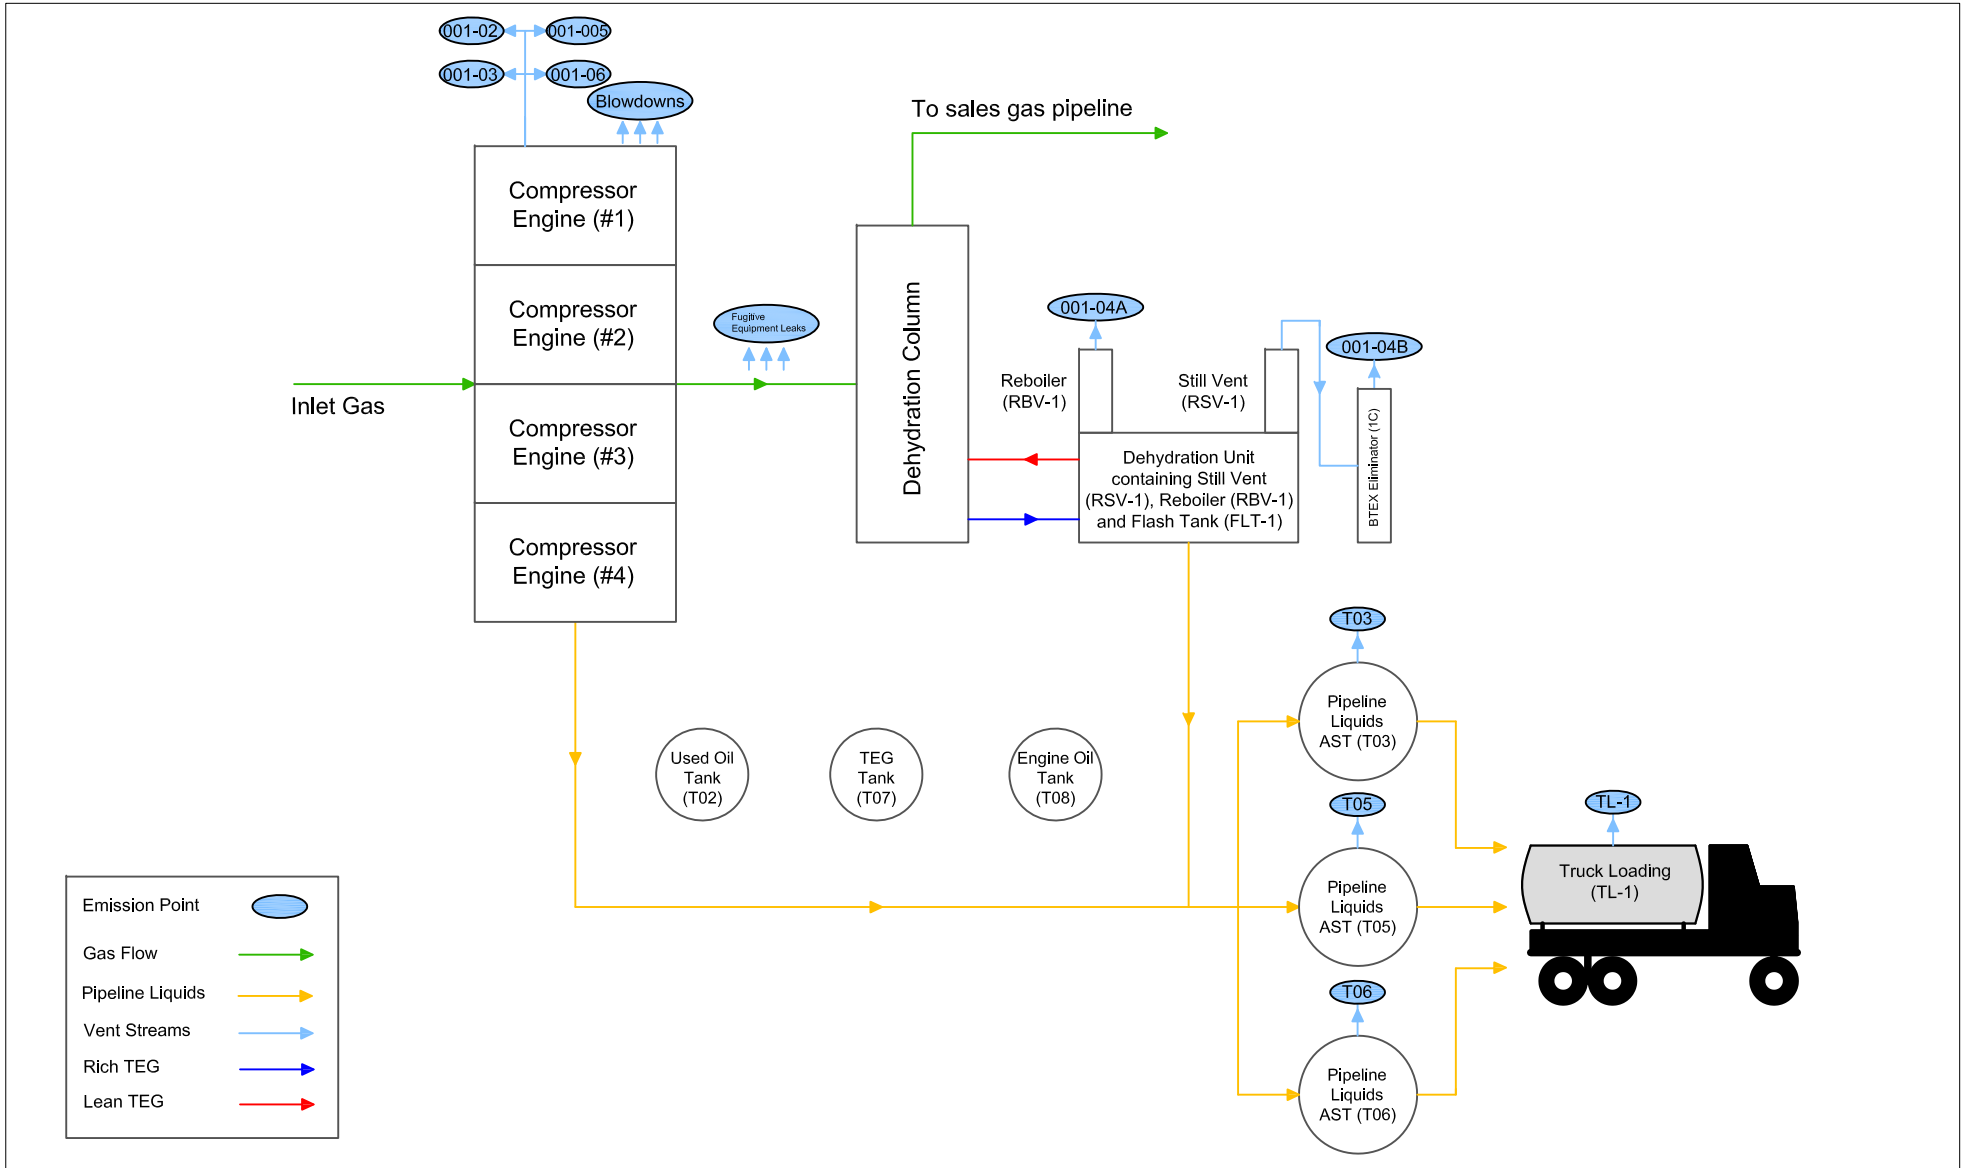 001-02
001-005
001-03
001-06
Blowdowns
To sales gas pipeline
Compressor
Engine (#1)
Compressor
Engine (#2)
Compressor
Engine (#3)
Compressor
Engine (#4)
Inlet Gas
Fugitive
Equipment Leaks
Dehydration Column
001-04A
001-04B
Reboiler
(RBV-1)
Still Vent
(RSV-1)
Dehydration Unit
containing Still Vent
(RSV-1), Reboiler (RBV-1)
and Flash Tank (FLT-1)
BTEX Eliminator (1C)
Used Oil
Tank
(T02)
TEG
Tank
(T07)
Engine Oil
Tank
(T08)
T03
Pipeline
Liquids
AST (T03)
T05
Pipeline
Liquids
AST (T05)
T06
Pipeline
Liquids
AST (T06)
TL-1
Truck Loading
(TL-1)
Emission Point
Gas Flow
Pipeline Liquids
Vent Streams
Rich TEG
Lean TEG